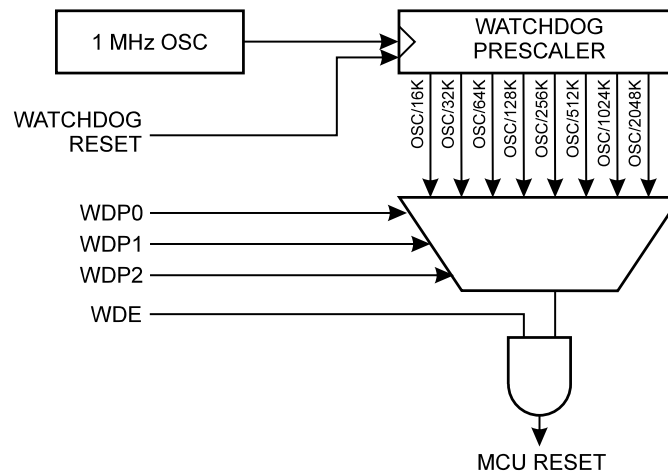 1 MHz OSC
WATCHDOG
PRESCALER
OSC/16K
OSC/32K
OSC/64K
OSC/128K
OSC/256K
OSC/512K
OSC/1024K
OSC/2048K
WATCHDOG
RESET
WDP0
WDP1
WDP2
WDE
MCU RESET